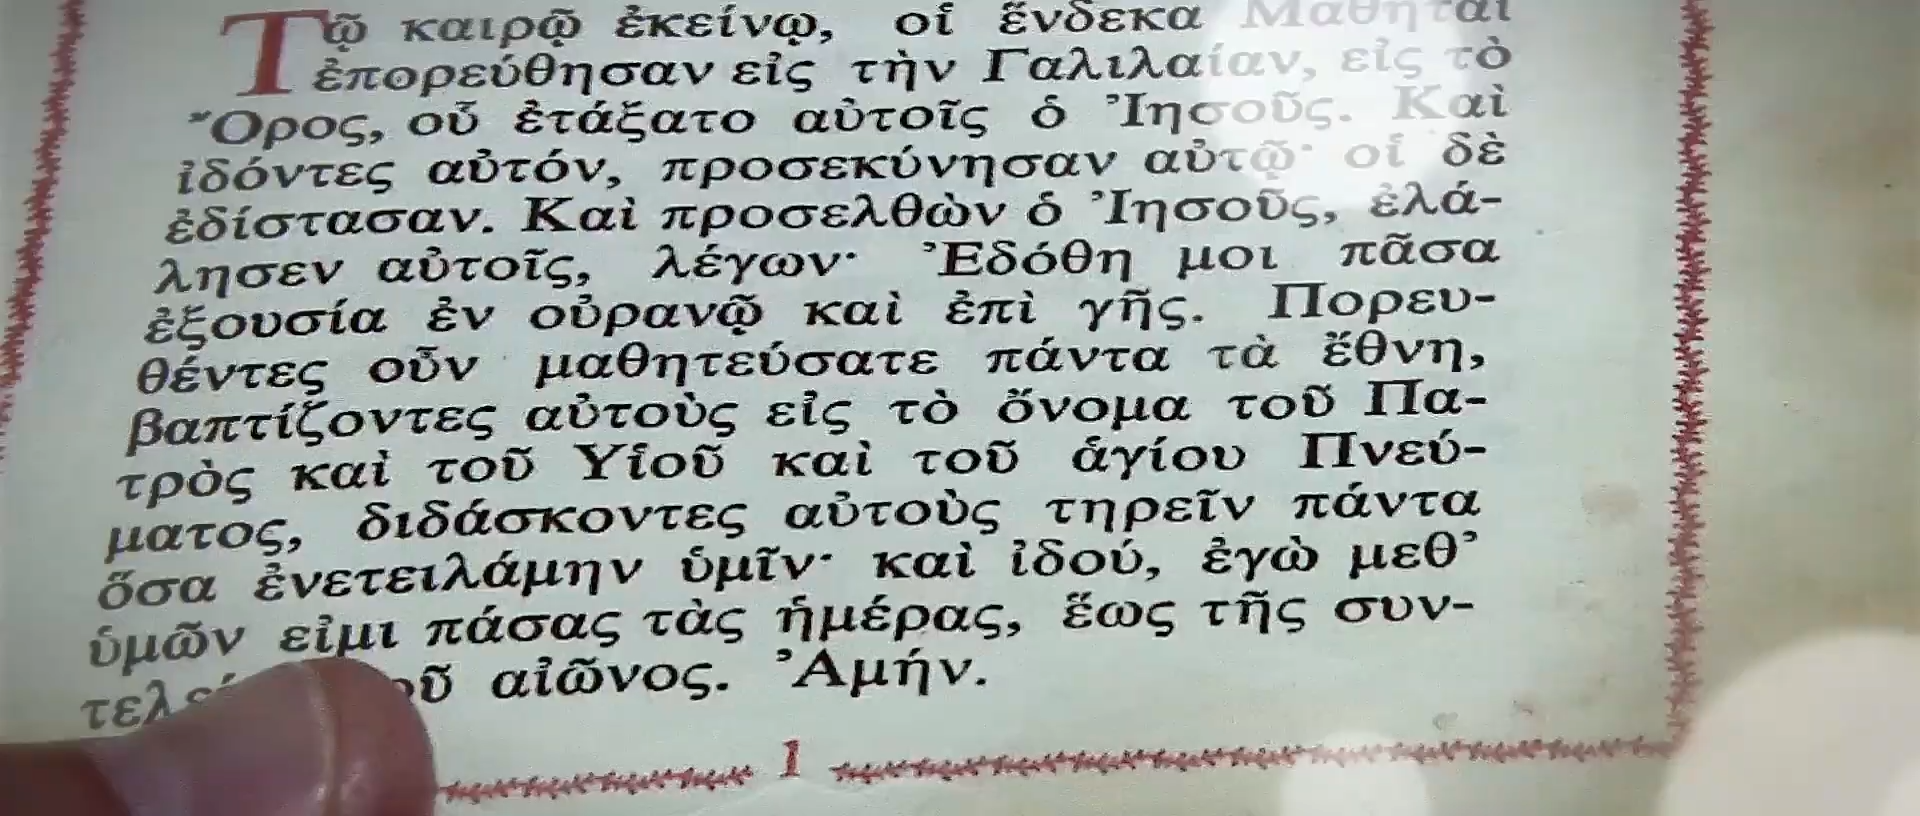 Τῷ καιρῷ ἐκείνῳ, οἱ ἕνδεκα Μαθηταὶ
ἐπορεύθησαν εἰς τὴν Γαλιλαίαν, εἰς τὸ
Ὄρος, οὗ ἐτάξατο αὐτοῖς ὁ Ἰησοῦς. Καὶ
ἰδόντες αὐτόν, προσεκύνησαν αὐτῷ· οἱ δὲ
ἐδίστασαν. Καὶ προσελθὼν ὁ Ἰησοῦς, ἐλά-
λησεν αὐτοῖς, λέγων· Ἐδόθη μοι πᾶσα
ἐξουσία ἐν οὐρανῷ καὶ ἐπὶ γῆς. Πορευ-
θέντες οὖν μαθητεύσατε πάντα τὰ ἔθνη,
βαπτίζοντες αὐτοὺς εἰς τὸ ὄνομα τοῦ Πα-
τρὸς καὶ τοῦ Υἱοῦ καὶ τοῦ ἁγίου Πνεύ-
ματος, διδάσκοντες αὐτοὺς τηρεῖν πάντα
ὅσα ἐνετειλάμην ὑμῖν· καὶ ἰδού, ἐγὼ μεθ᾽
ὑμῶν εἰμι πάσας τὰς ἡμέρας, ἕως τῆς συν-
αἰῶνος. Ἀμήν.
1